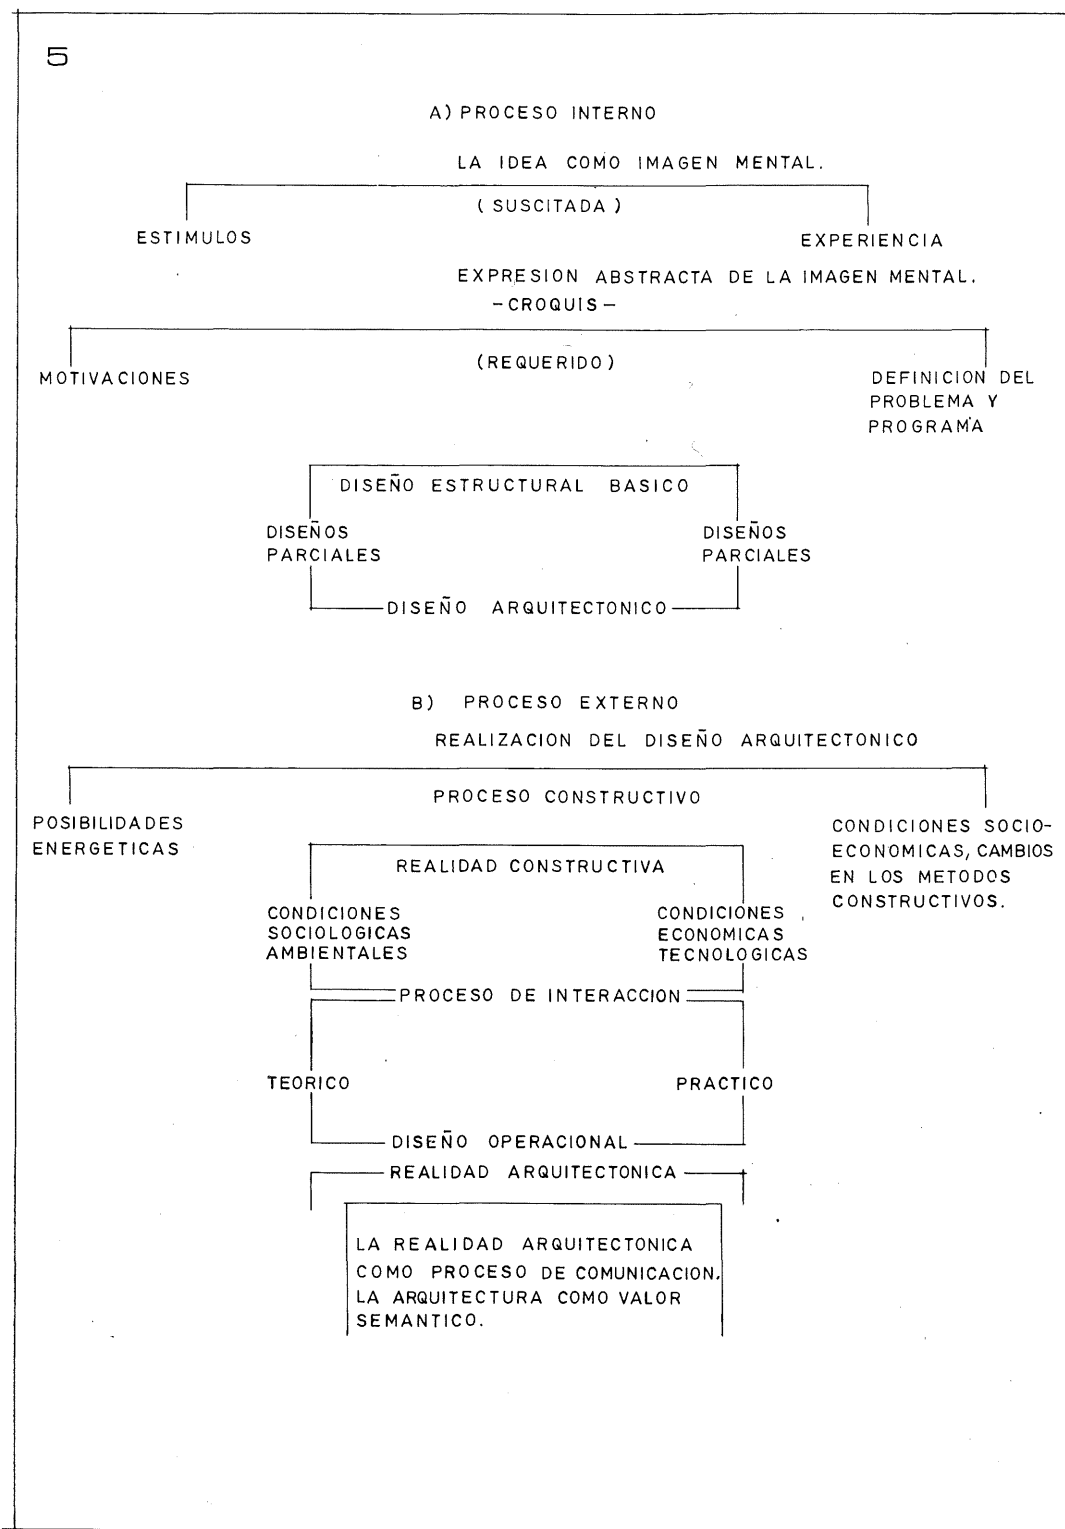 5
A) PROCESO INTERNO
LA IDEA COMO IMAGEN MENTAL.
( SUSCITADA )
ESTIMULOS
EXPERIENCIA
EXPRESION ABSTRACTA DE LA IMAGEN MENTAL.
-CROQUIS-
(REQUERIDO)
MOTIVACIONES
DEFINICION DEL
PROBLEMA Y
PROGRAMA
DISEÑO ESTRUCTURAL BASICO
DISEÑOS
PARCIALES
DISEÑOS
PARCIALES
DISEÑO ARQUITECTONICO
B) PROCESO EXTERNO
REALIZACION DEL DISEÑO ARQUITECTONICO
PROCESO CONSTRUCTIVO
POSIBILIDADES
ENERGETICAS
CONDICIONES SOCIO-
ECONOMICAS, CAMBIOS
EN LOS METODOS
CONSTRUCTIVOS.
REALIDAD CONSTRUCTIVA
CONDICIONES
SOCIOLOGICAS
AMBIENTALES
CONDICIONES
ECONOMICAS
TECNOLOGICAS
PROCESO DE INTERACCION
TEORICO
PRACTICO
DISEÑO OPERACIONAL
REALIDAD ARQUITECTONICA
LA REALIDAD ARQUITECTONICA
COMO PROCESO DE COMUNICACION.
LA ARQUITECTURA COMO VALOR
SEMANTICO.